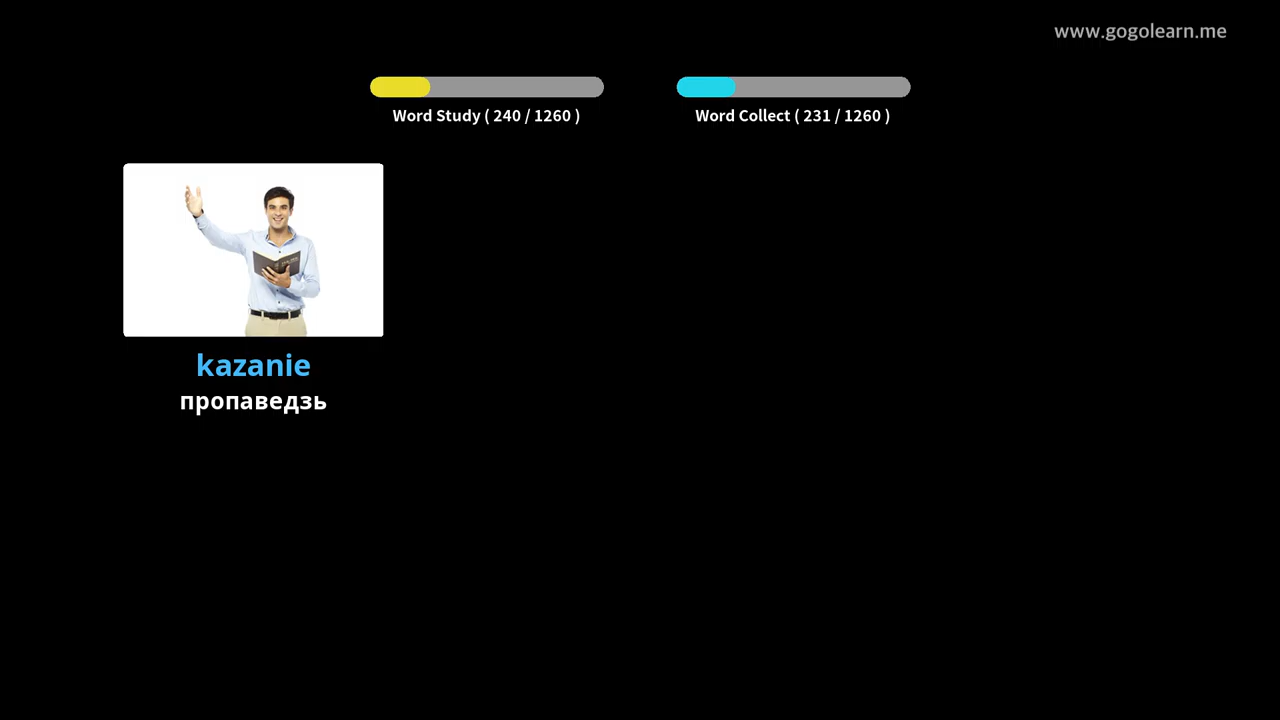 www.gogolearn.me
Word Study ( 240 / 1260 )
Word Collect ( 231 / 1260 )
kazanie
пропаведзь